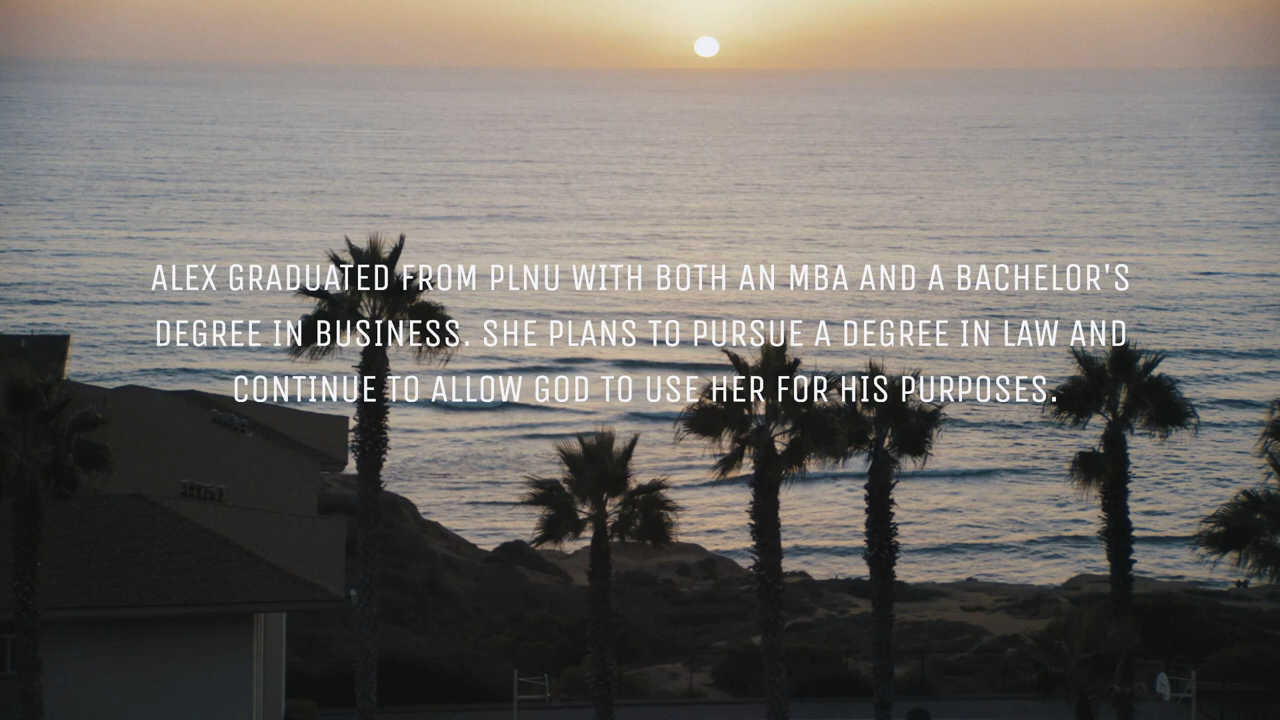 ALEX GRADUATED FROM PLNU WITH BOTH AN MBA AND A BACHELOR'S
DEGREE IN BUSINESS. SHE PLANS TO PURSUE A DEGREE IN LAW AND
CONTINUE TO ALLOW GOD TO USE HER FOR HIS PURPOSES.